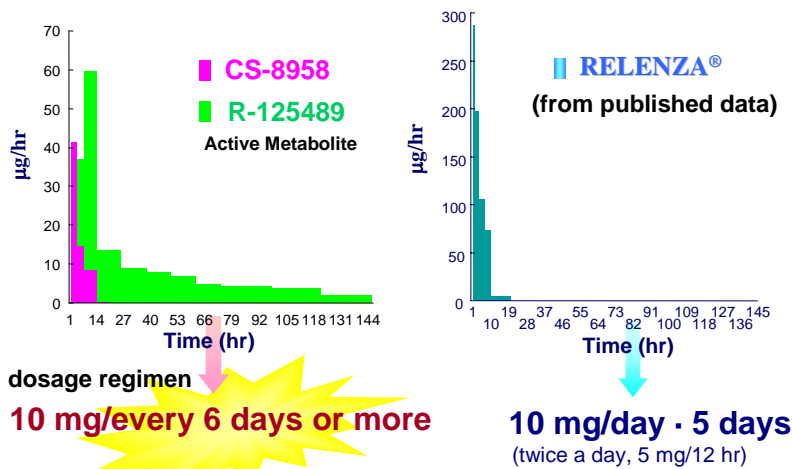 70
60
50
40
30
20
10
0
µg/hr
CS-8958
R-125489
Active Metabolite
1 14 27 40 53 66 79 92 105 118 131 144
Time (hr)
300
250
200
150
100
50
0
µg/hr
RELENZA®
(from published data)
1 19 37 55 73 91 109 127 145
10 28 46 64 82 100 118 136
Time (hr)
dosage regimen
10 mg/every 6 days or more
10 mg/day · 5 days
(twice a day, 5 mg/12 hr)